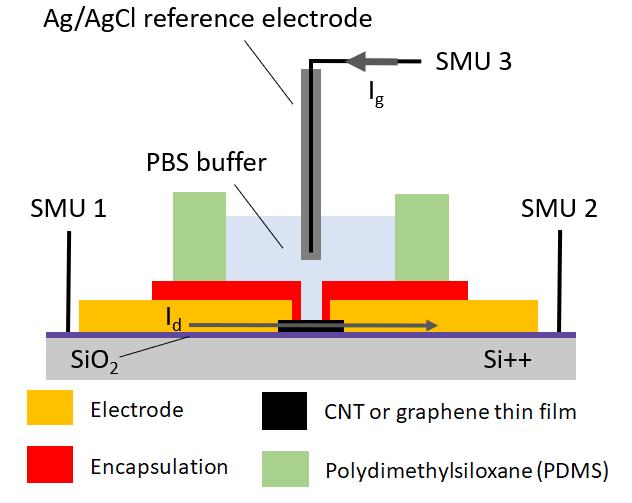 Ag/AgCl reference electrode
SMU 3
Ig
PBS buffer
SMU 1
SMU 2
Id
SiO2
Si++
Electrode
CNT or graphene thin film
Encapsulation
Polydimethylsiloxane (PDMS)